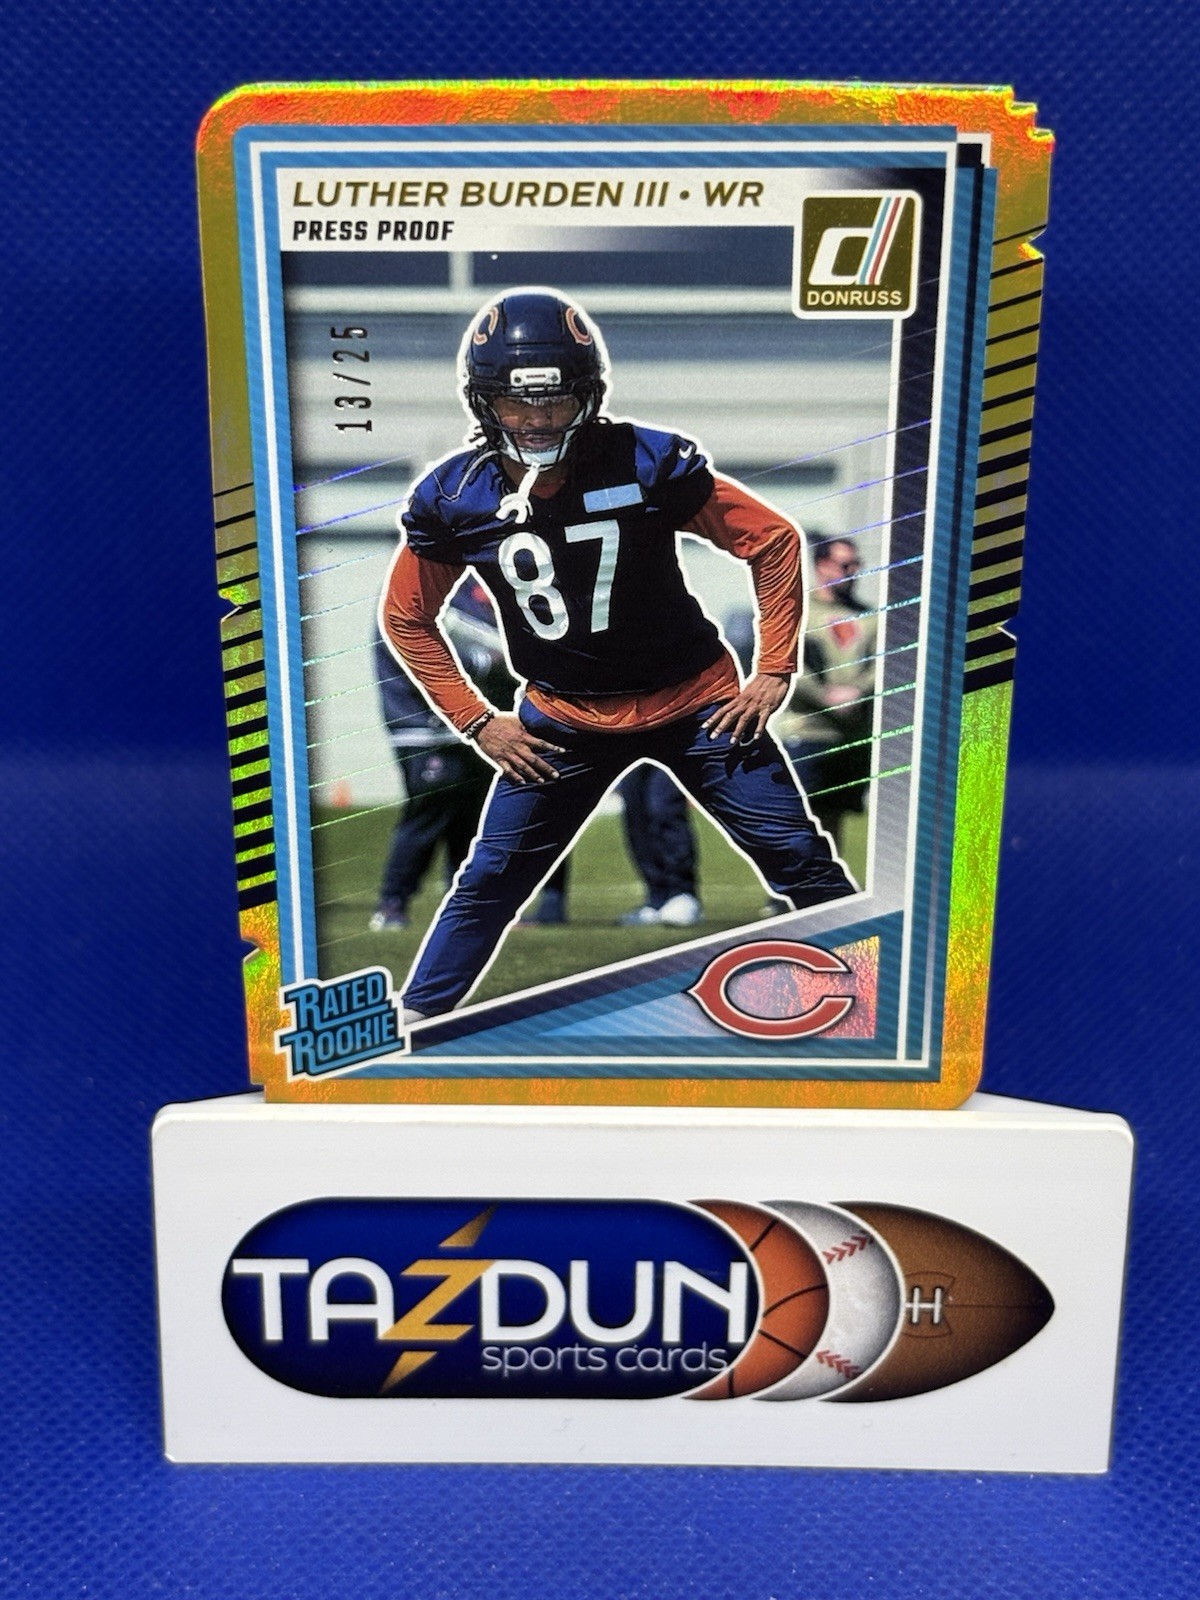 LUTHER BURDEN III • WR
PRESS PROOF
DONRUSS
13/25
87
RATED
ROOKIE
TAZDUN
sports cards